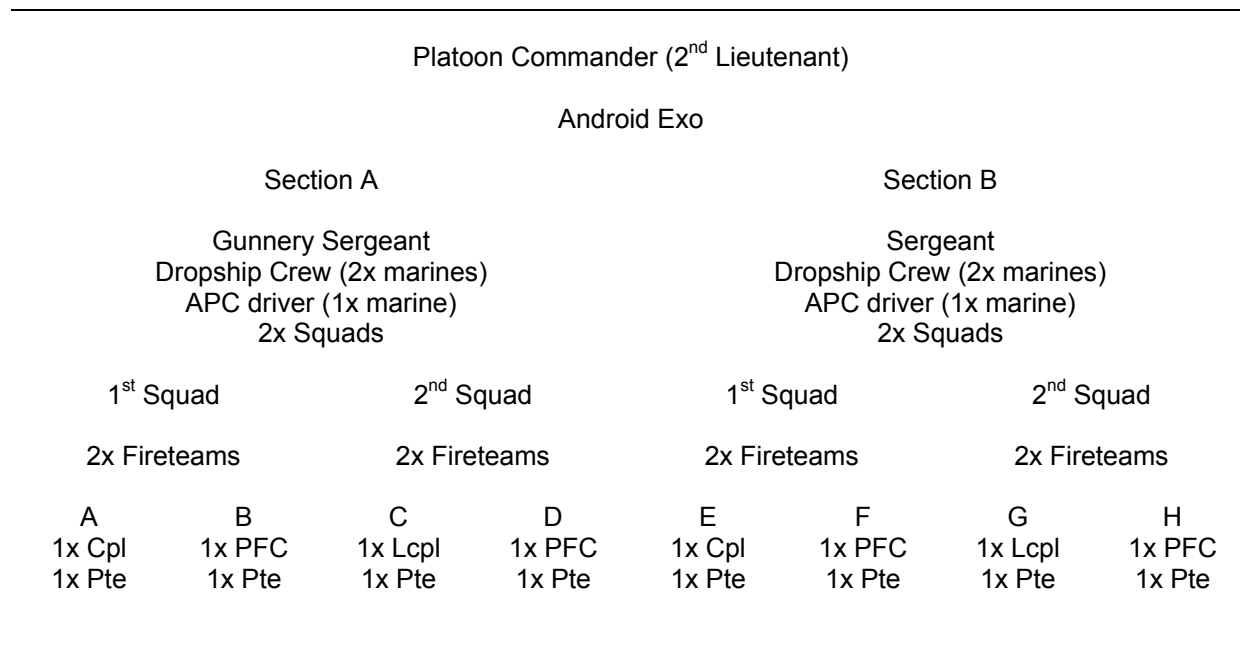 Platoon Commander (2nd Lieutenant)
Android Exo
Section A Section B
Gunnery Sergeant Sergeant
Dropship Crew (2x marines) Dropship Crew (2x marines)
APC driver (1x marine) APC driver (1x marine)
2x Squads 2x Squads
1st Squad 2nd Squad 1st Squad 2nd Squad
2x Fireteams 2x Fireteams 2x Fireteams 2x Fireteams
A B C D E F G H
1x Cpl 1x PFC 1x Lcpl 1x PFC 1x Cpl 1x PFC 1x Lcpl 1x PFC
1x Pte 1x Pte 1x Pte 1x Pte 1x Pte 1x Pte 1x Pte 1x Pte